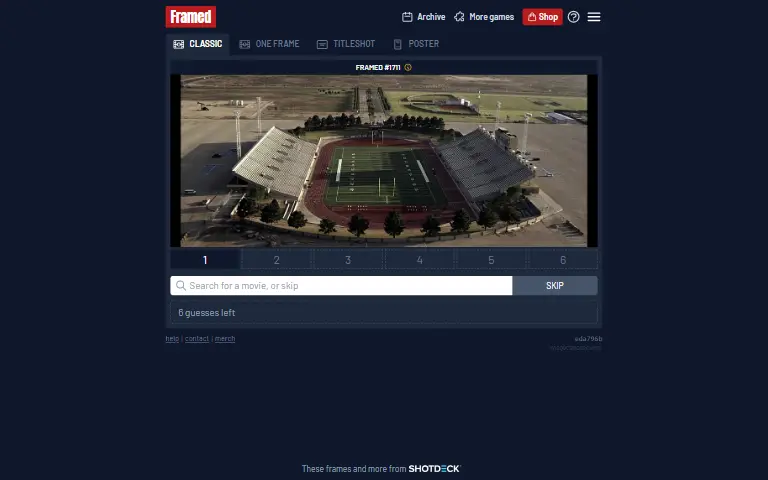 Framed
Archive
More games
Shop
CLASSIC
ONE FRAME
TITLESHOT
POSTER
FRAMED #1711
1
2
3
4
5
6
Search for a movie, or skip
SKIP
6 guesses left
help | contact | merch
eda796b
These frames and more from SHOTDECK